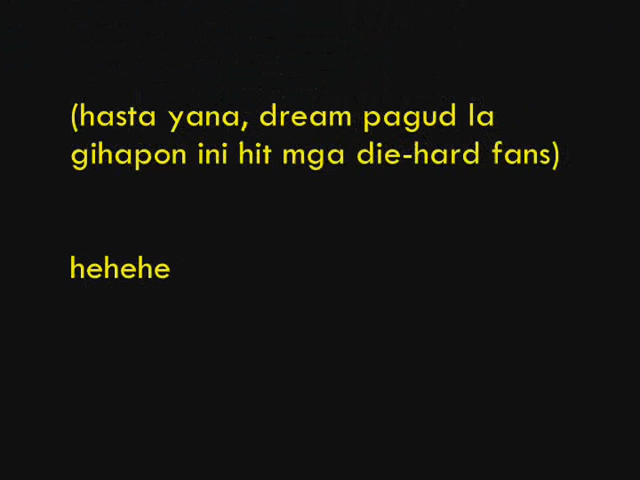 (hasta yana, dream pagud la
gihapon ini hit mga die-hard fans)
hehehe